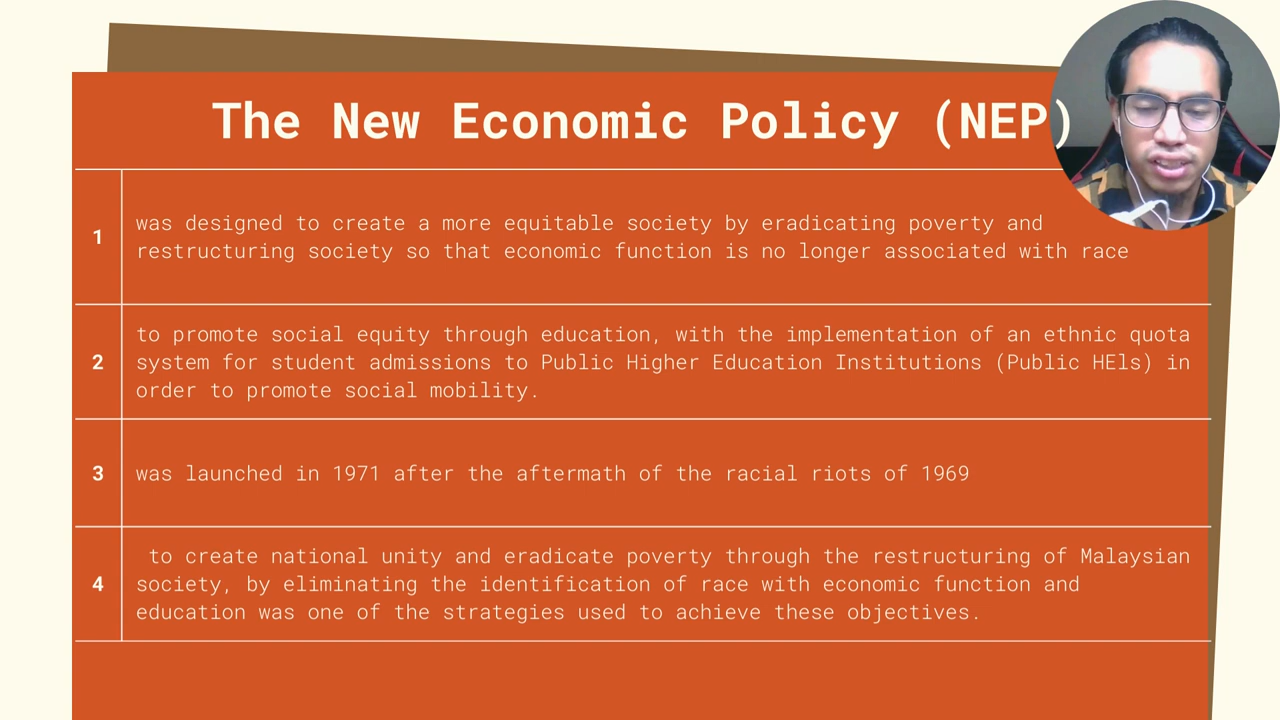 The New Economic Policy (NEP)
1
was designed to create a more equitable society by eradicating poverty and
restructuring society so that economic function is no longer associated with race
2
to promote social equity through education, with the implementation of an ethnic quota
system for student admissions to Public Higher Education Institutions (Public HEls) in
order to promote social mobility.
3
was launched in 1971 after the aftermath of the racial riots of 1969
4
to create national unity and eradicate poverty through the restructuring of Malaysian
society, by eliminating the identification of race with economic function and
education was one of the strategies used to achieve these objectives.